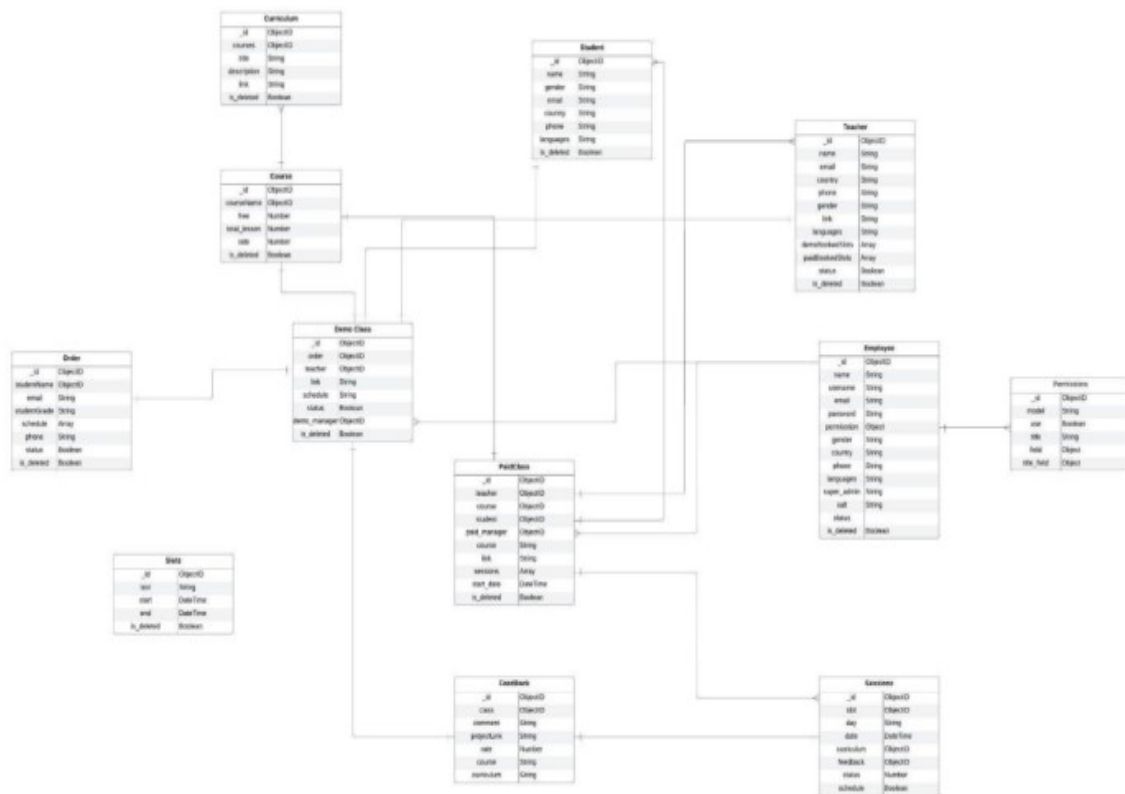 Curriculum
_id ObjectID
courses ObjectID
title String
description String
link String
is_deleted Boolean
Student
_id ObjectID
name String
gender String
email String
country String
phone String
languages String
is_deleted Boolean
Teacher
_id ObjectID
name String
email String
country String
phone String
gender String
link String
languages String
demoBookedSlots Array
paidBookedSlots Array
status Boolean
is_deleted Boolean
Course
_id ObjectID
courseName ObjectID
Number
total_lesson Number
Number
is_deleted Boolean
Demo Class
_id ObjectID
order ObjectID
teacher ObjectID
link String
schedule String
status Boolean
demo_manager ObjectID
is_deleted Boolean
Order
_id ObjectID
studentName ObjectID
email String
studentGrade String
schedule Array
phone String
status Boolean
is_deleted Boolean
Employee
_id ObjectID
name String
username String
email String
password String
permission Object
gender String
country String
phone String
languages String
super_admin String
salt String
status
is_deleted Boolean
Permissions
_id ObjectID
model String
Boolean
title String
field Object
title_field Object
PaidClass
_id ObjectID
teacher ObjectID
course ObjectID
student ObjectID
paid_manager ObjectID
course String
link String
sessions Array
start_date DateTime
is_deleted Boolean
Slots
_id ObjectID
text String
start DateTime
end DateTime
is_deleted Boolean
_id ObjectID
class ObjectID
comment String
projectLink String
rate Number
course String
curriculum String
Sessions
_id ObjectID
slot ObjectID
day String
date DateTime
curriculum ObjectID
feedback ObjectID
status Number
schedule Boolean